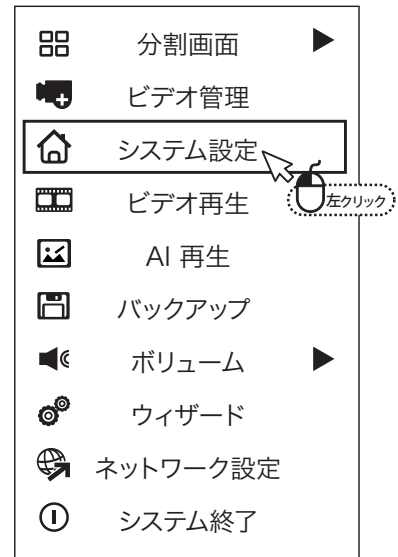 分割画面
ビデオ管理
システム設定
ビデオ再生
左クリック
AI 再生
バックアップ
ボリューム
ウィザード
ネットワーク設定
システム終了